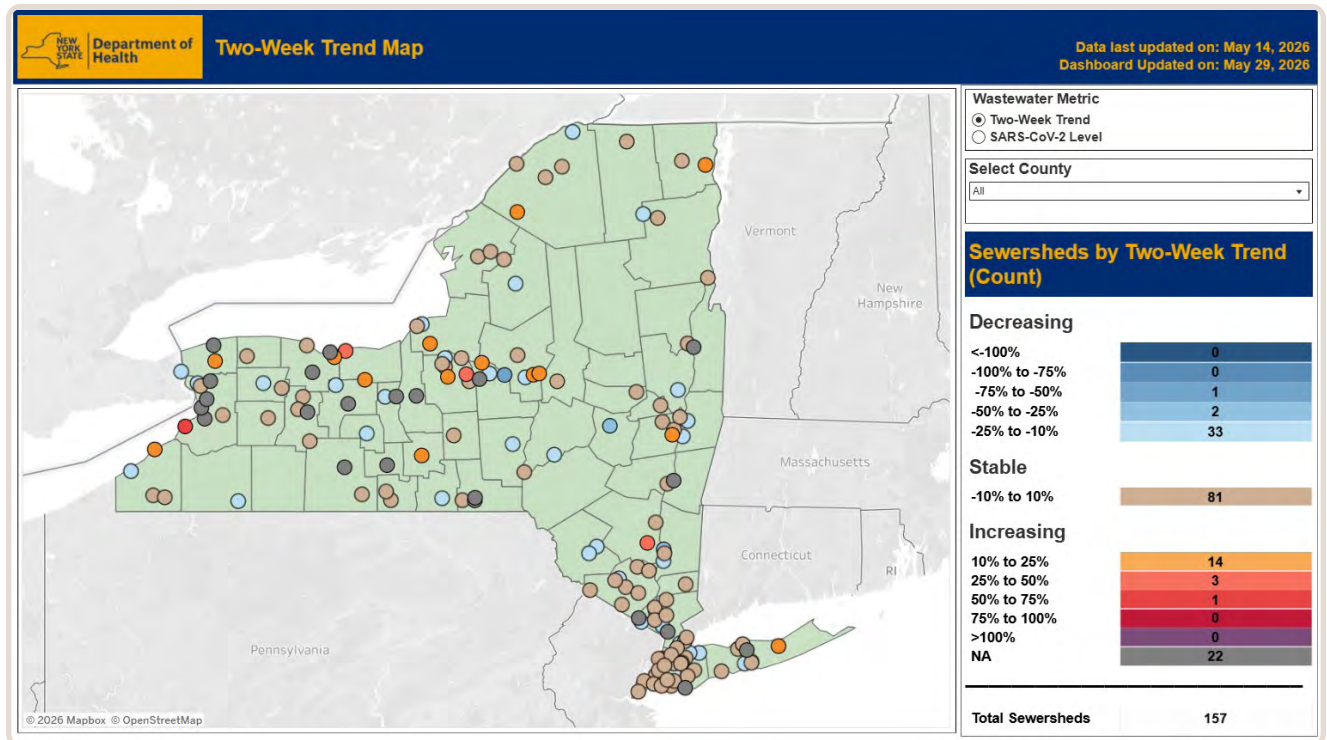 NEW
YORK
STATE
Department of
Health
Two-Week Trend Map
Data last updated on: May 14, 2026
Dashboard Updated on: May 29, 2026
Vermont
New
Hampshire
Massachusetts
Connecticut
RI
Pennsylvania
© 2026 Mapbox © OpenStreetMap
Wastewater Metric
Two-Week Trend
SARS-CoV-2 Level
Select County
All
Sewersheds by Two-Week Trend
(Count)
Decreasing
<-100% 0
-100% to -75% 0
-75% to -50% 1
-50% to -25% 2
-25% to -10% 33
Stable
-10% to 10% 81
Increasing
10% to 25% 14
25% to 50% 3
50% to 75% 1
75% to 100% 0
>100% 0
NA 22
Total Sewersheds 157